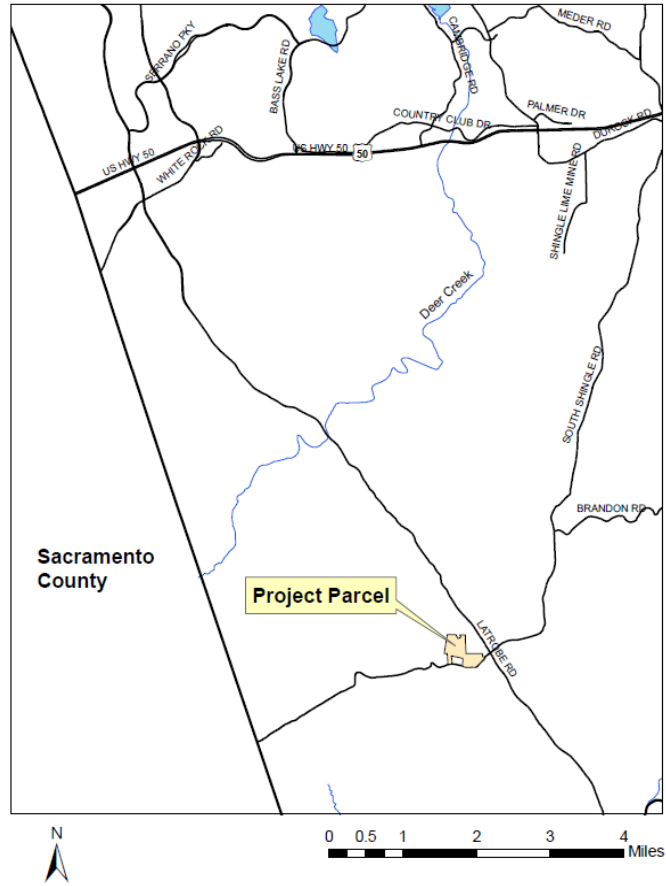 CAMBRIDGE RD
MEDER RD
SERRANO PKY
BASS LAKE RD
PALMER DR
COUNTRY CLUB DR
DUROCK RD
US HWY 50
US HWY 50
50
WHITE ROCK RD
SHINGLE LIME MINE RD
Deer Creek
SOUTH SHINGLE RD
BRANDON RD
Sacramento
County
Project Parcel
LATROBE RD
N
0 0.5 1 2 3 4
Miles